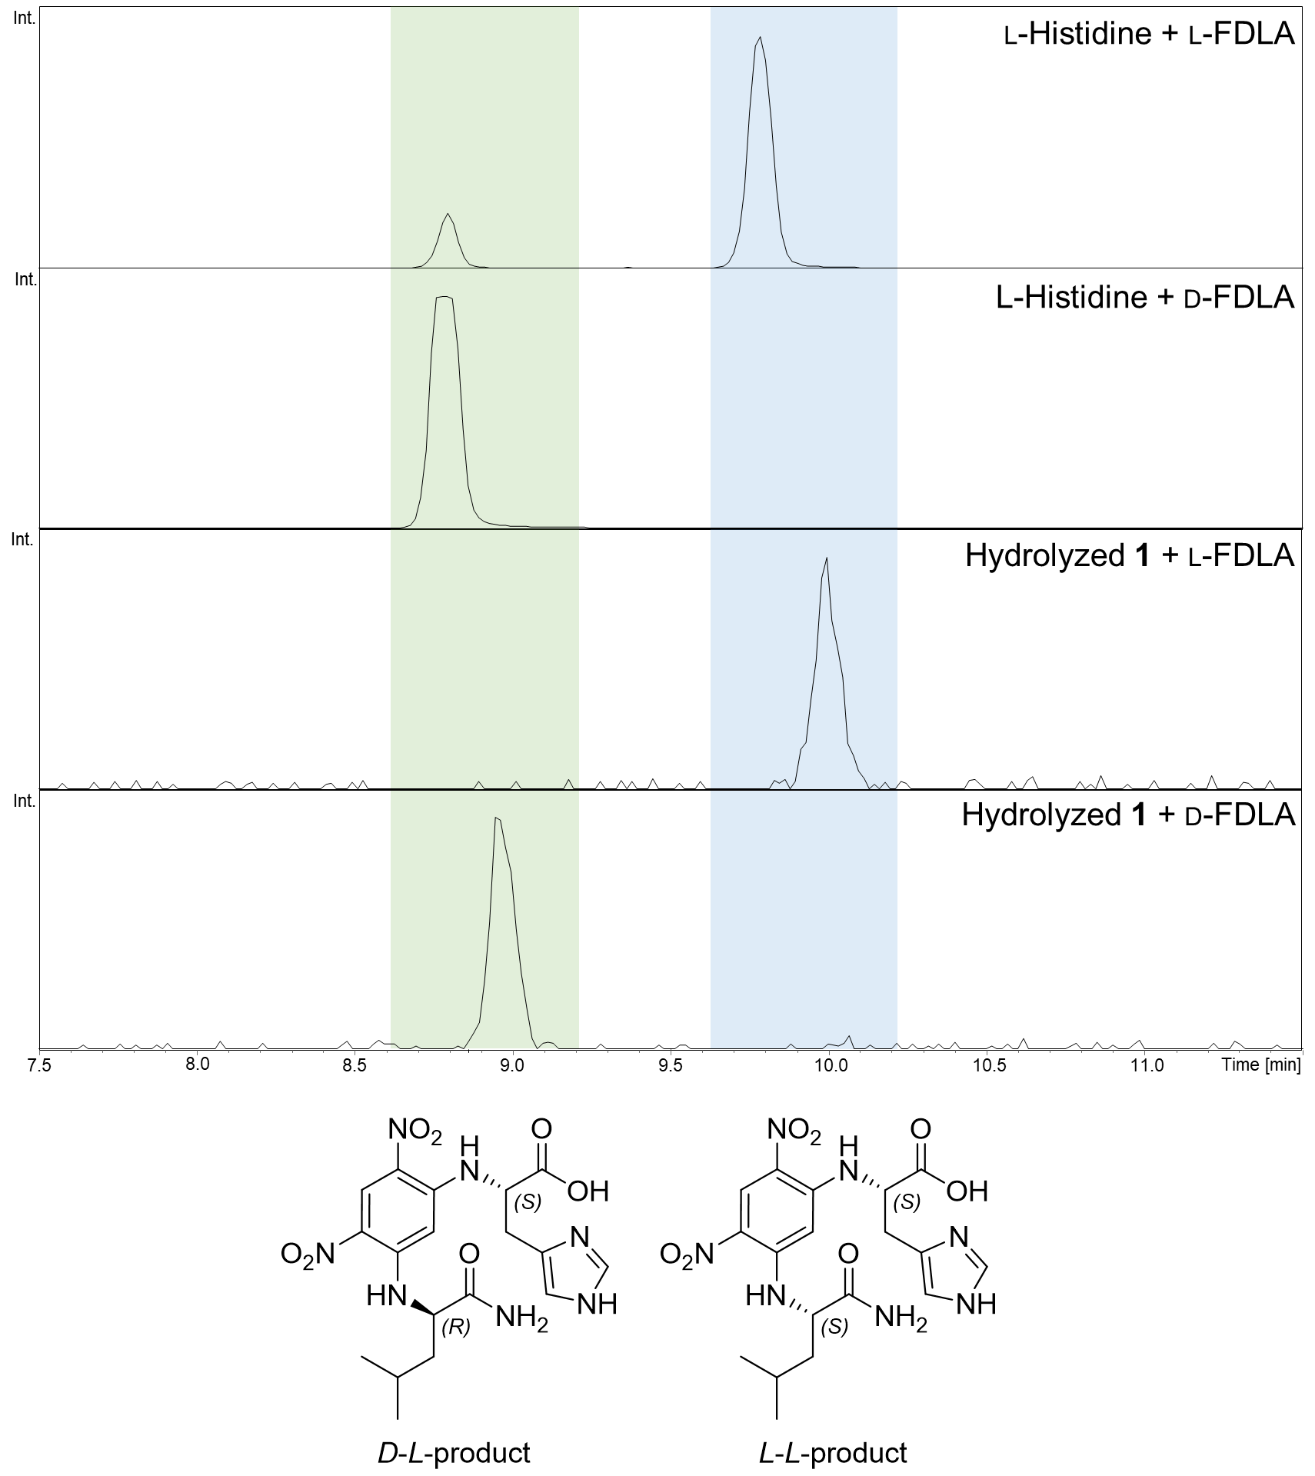 Int.
L-Histidine + L-FDLA
Int.
L-Histidine + D-FDLA
Int.
Hydrolyzed 1 + L-FDLA
Int.
Hydrolyzed 1 + D-FDLA
7.5 8.0 8.5 9.0 9.5 10.0 10.5 11.0 Time [min]
NO2 H N O OH (S)
O2N N NH
HN O NH2 (R)
D-L-product
NO2 H N O OH (S)
O2N N NH
HN O NH2 (S)
L-L-product